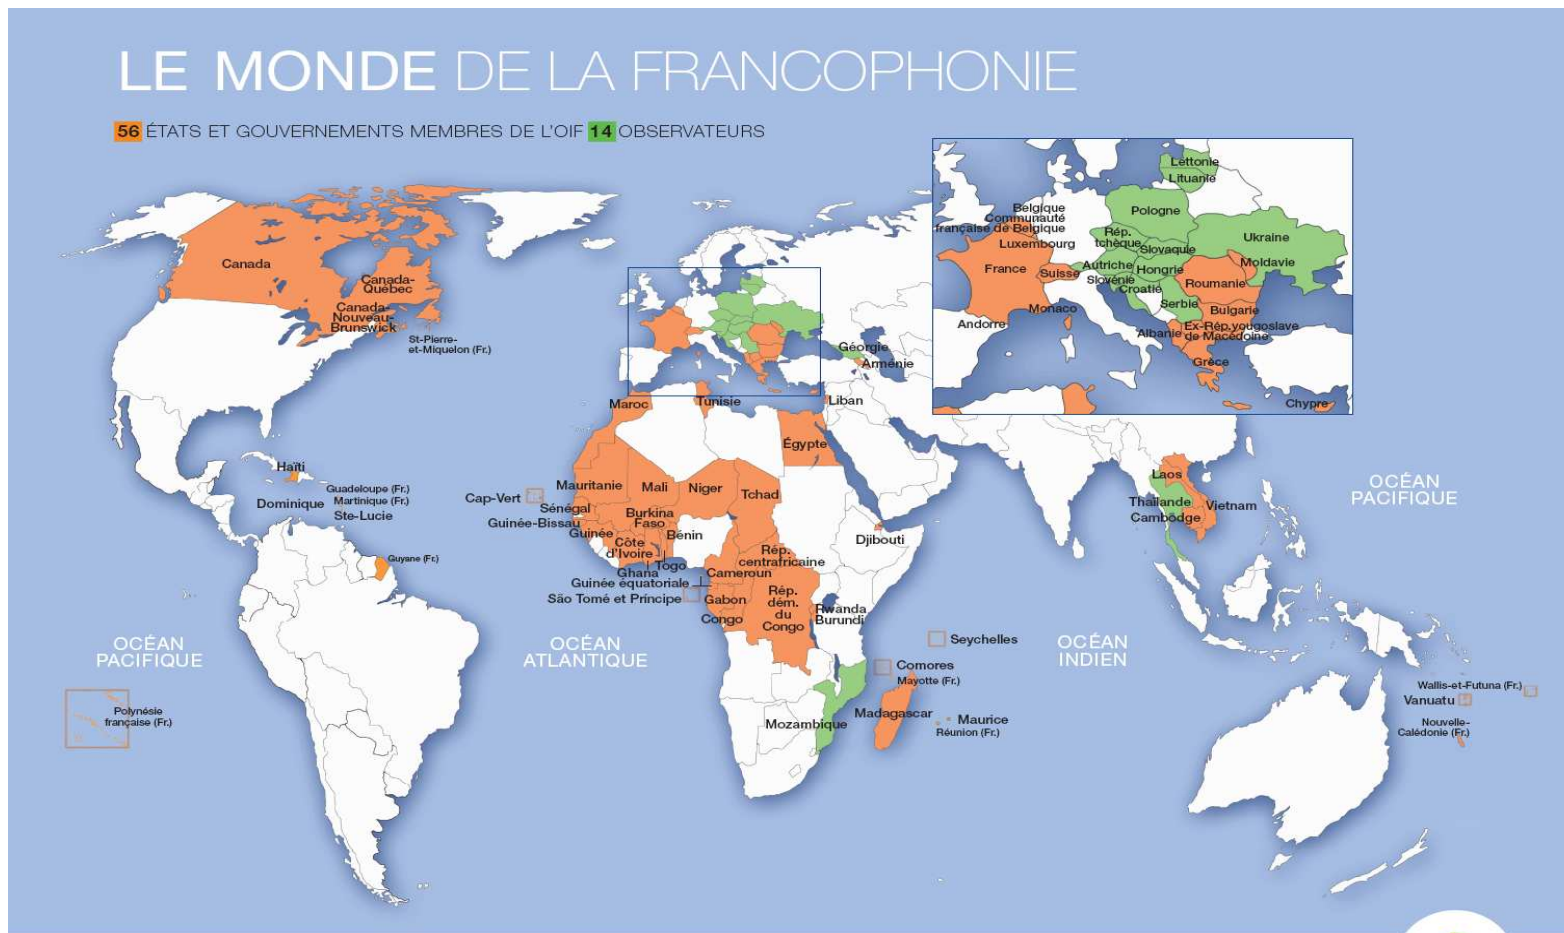 LE MONDE DE LA FRANCOPHONIE
56 ÉTATS ET GOUVERNEMENTS MEMBRES DE L'OIF 14 OBSERVATEURS
Canada
Canada-
Québec
Canada-
Nouveau-
Brunswick
St-Pierre-
et-Miquelon (Fr.)
Haïti
Guadeloupe (Fr.)
Dominique
Martinique (Fr.)
Ste-Lucie
Guyane (Fr.)
OCÉAN
PACIFIQUE
Polynésie
française (Fr.)
OCÉAN
ATLANTIQUE
Lettonie
Lituanie
Pologne
Belgique
Communauté
française de Belgique
Luxembourg
Rép.
tchèque
Slovaquie
Ukraine
France
Suisse
Autriche
Hongrie
Moldavie
Slovénie
Croatie
Roumanie
Serbie
Monaco
Bulgarie
Andorre
Albanie
Ex-Rép.yougoslave
de Macédoine
Grèce
Chypre
Géorgie
Arménie
Maroc
Tunisie
Liban
Égypte
Mauritanie
Mali
Niger
Tchad
Cap-Vert
Sénégal
Guinée-Bissau
Guinée
Burkina
Faso
Bénin
Côte
d'Ivoire
Togo
Ghana
Guinée équatoriale
São Tomé et Príncipe
Cameroun
Rép.
centrafricaine
Gabon
Congo
Rép.
dém.
du
Congo
Rwanda
Burundi
Djibouti
Seychelles
Comores
Mayotte (Fr.)
Madagascar
Maurice
Réunion (Fr.)
Mozambique
OCÉAN
INDIEN
Laos
Thaïlande
Vietnam
Cambodge
OCÉAN
PACIFIQUE
Wallis-et-Futuna (Fr.)
Vanuatu
Nouvelle-
Calédonie (Fr.)